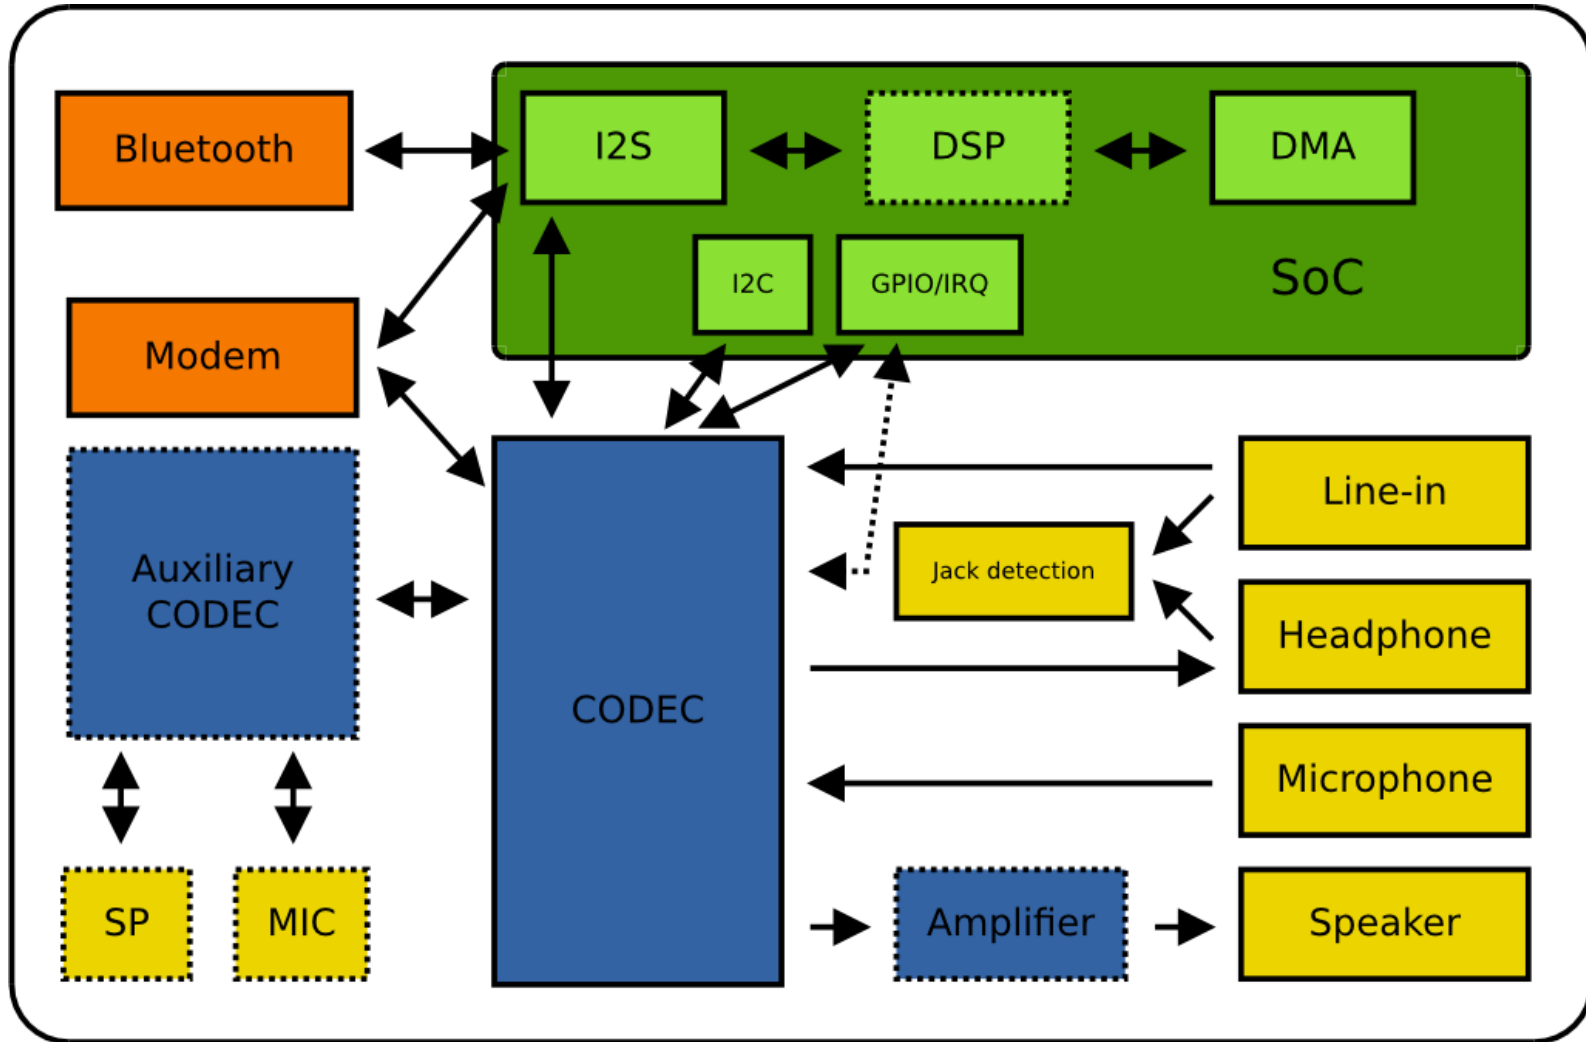 Bluetooth
I2S
DSP
DMA
I2C
GPIO/IRQ
SoC
Modem
Auxiliary
CODEC
CODEC
Line-in
Jack detection
Headphone
Microphone
SP
MIC
Amplifier
Speaker